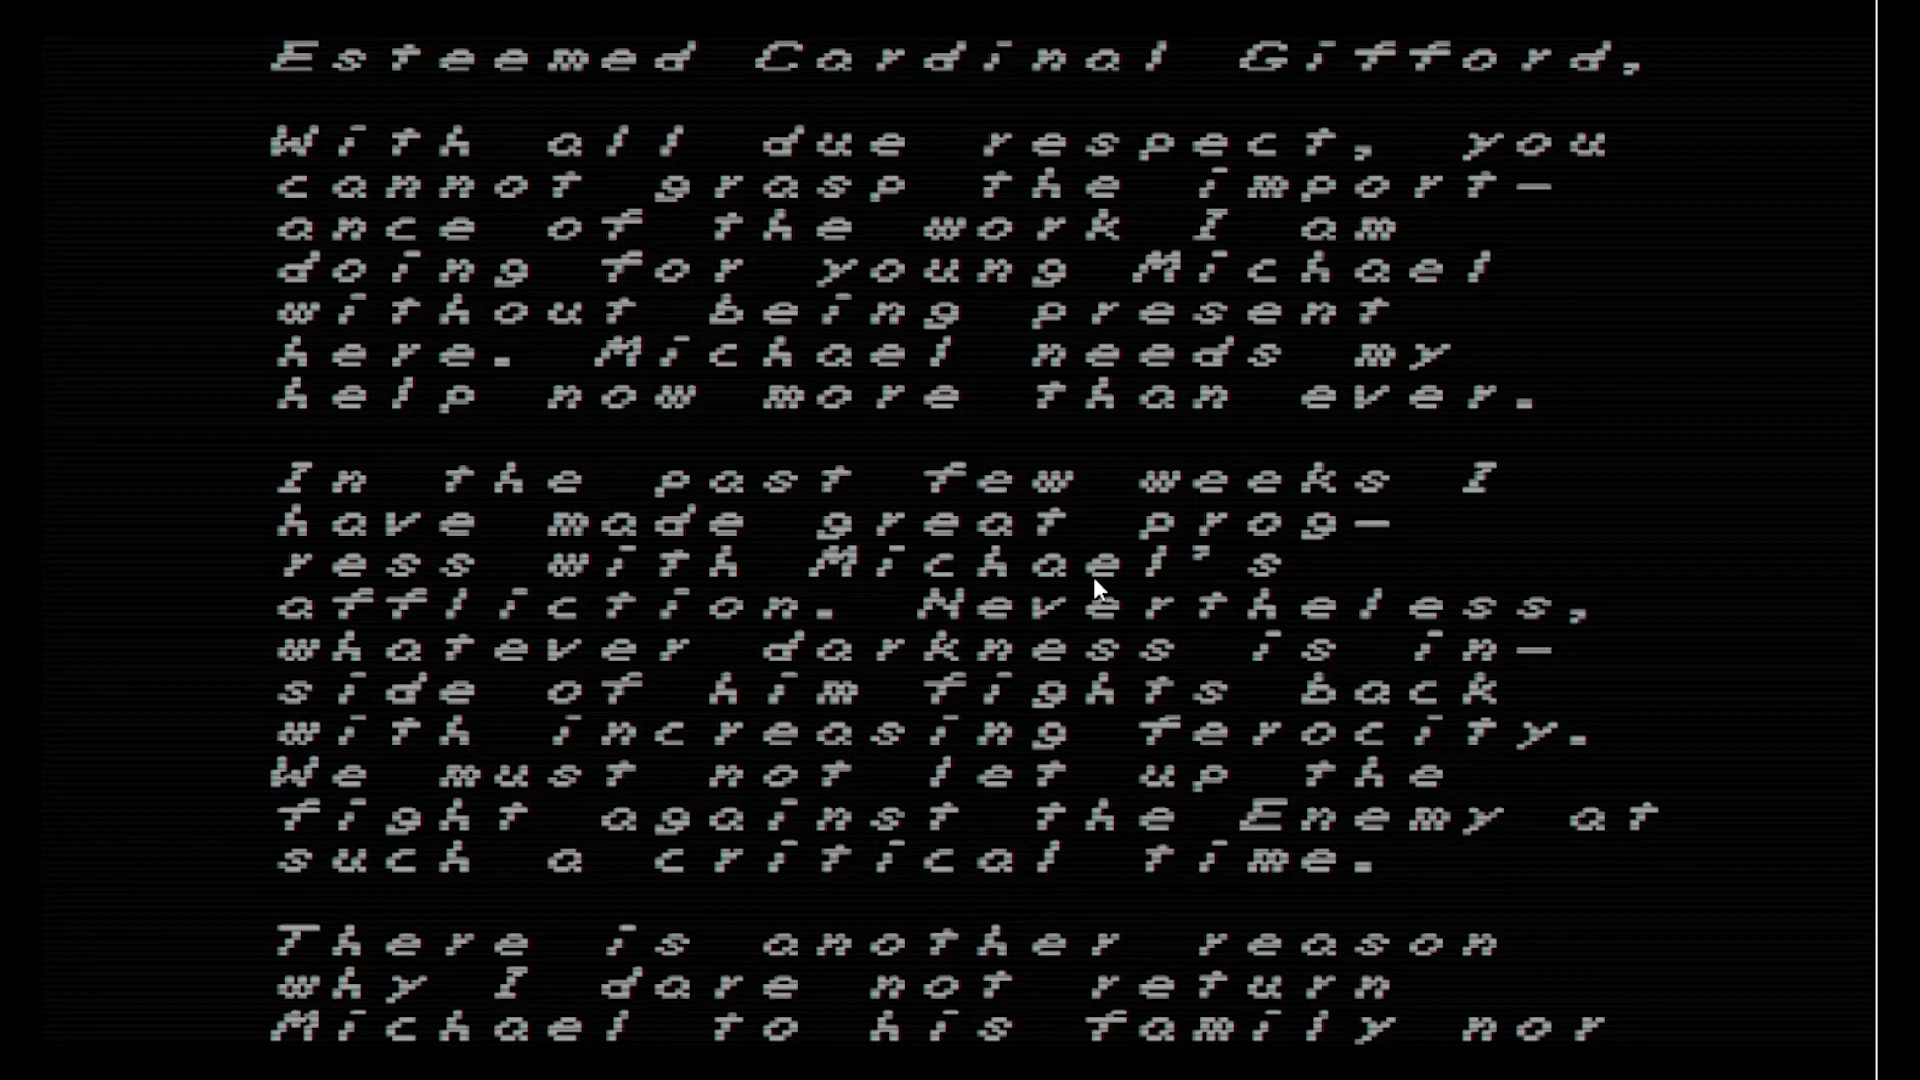 Esteemed Cardinal Gifford,
With all due respect, you
cannot grasp the import-
ance of the work I am
doing for young Michael
without being present
here. Michael needs my
help now more than ever.
In the past few weeks I
have made great prog-
ress with Michael's
affliction. Nevertheless,
whatever darkness is in-
side of him fights back
with increasing ferocity.
We must not let up the
fight against the Enemy at
such a critical time.
There is another reason
why I dare not return
Michael to his family nor